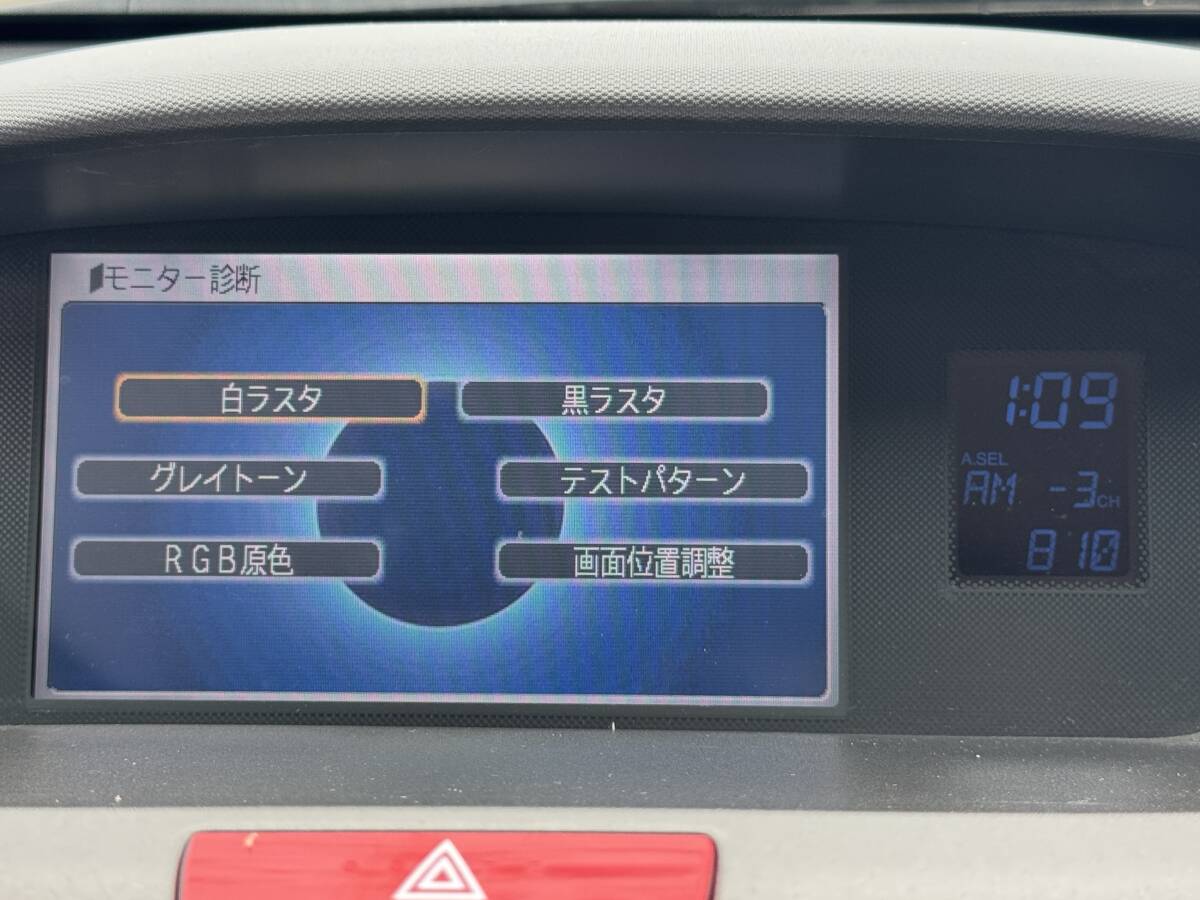 モニター診断
白ラスタ 黒ラスタ
グレイトーン テストパターン
RGB原色 画面位置調整
1:09
A.SEL
AM -3CH
810